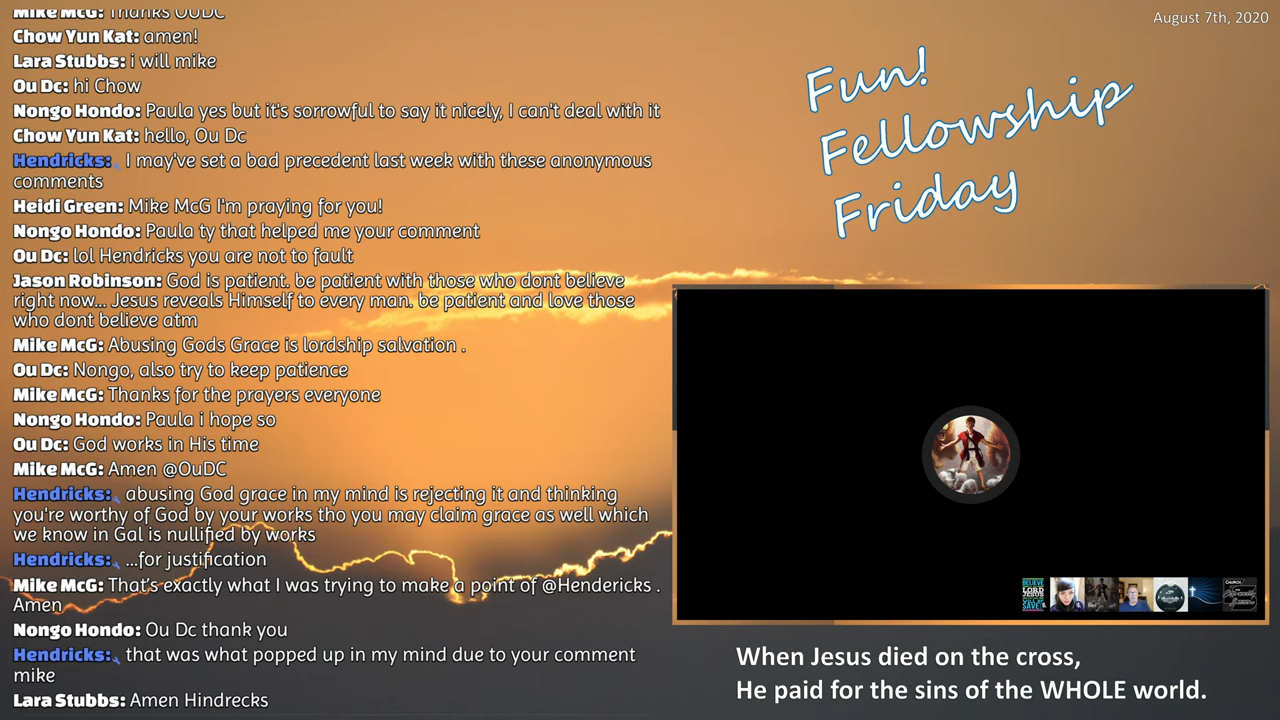 Mike McG: Thanks OUDC
Chow Yun Kat: amen!
Lara Stubbs: i will mike
Ou Dc: hi Chow
Nongo Hondo: Paula yes but it's sorrowful to say it nicely, I can't deal with it
Chow Yun Kat: hello, Ou Dc
Hendricks: I may've set a bad precedent last week with these anonymous
comments
Heidi Green: Mike McG I'm praying for you!
Nongo Hondo: Paula ty that helped me your comment
Ou Dc: lol Hendricks you are not to fault
Jason Robinson: God is patient. be patient with those who dont believe
right now... Jesus reveals Himself to every man. be patient and love those
who dont believe atm
Mike McG: Abusing Gods Grace is lordship salvation .
Ou Dc: Nongo, also try to keep patience
Mike McG: Thanks for the prayers everyone
Nongo Hondo: Paula i hope so
Ou Dc: God works in His time
Mike McG: Amen @OuDC
Hendricks: abusing God grace in my mind is rejecting it and thinking
you're worthy of God by your works tho you may claim grace as well which
we know in Gal is nullified by works
Hendricks: ...for justification
Mike McG: That's exactly what I was trying to make a point of @Hendericks .
Amen
Nongo Hondo: Ou Dc thank you
Hendricks: that was what popped up in my mind due to your comment
mike
Lara Stubbs: Amen Hindrecks
August 7th, 2020
Fun!
Fellowship
Friday
BELIEVE
LORD
JESUS
SAVE
CHURCH
When Jesus died on the cross,
He paid for the sins of the WHOLE world.